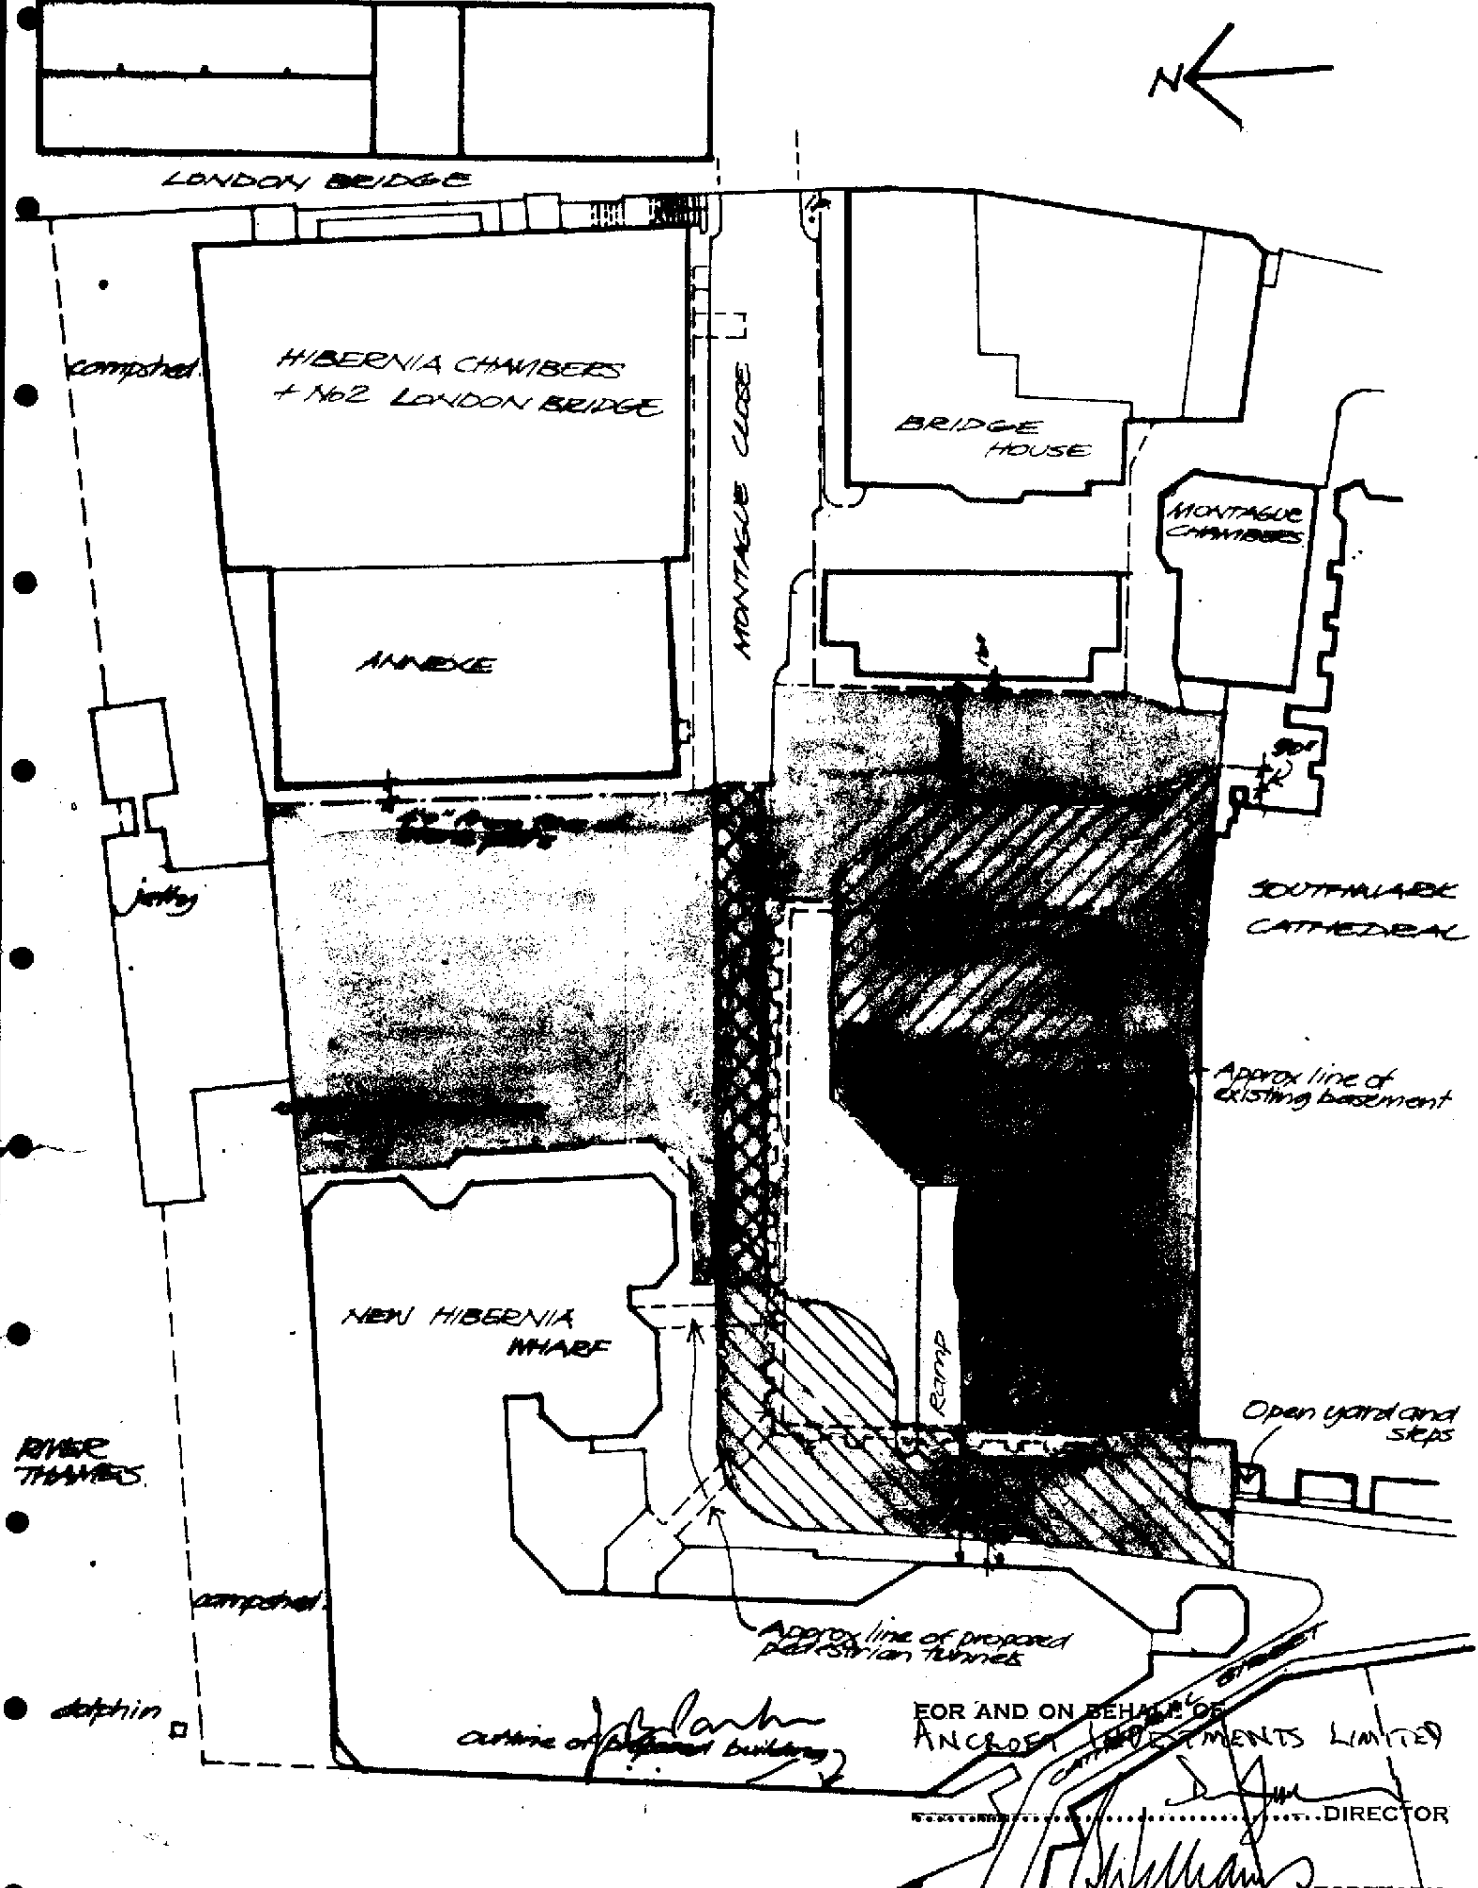 N
LONDON BRIDGE
campshed
HIBERNIA CHAMBERS
+ No2 LONDON BRIDGE
MONTAGUE CLOSE
BRIDGE
HOUSE
MONTAGUE
CHAMBERS
ANNEXE
jetty
SOUTHWARK
CATHEDRAL
Approx line of
existing basement
NEW HIBERNIA
WHARF
Ramp
Open yard and
steps
RIVER
THAMES
campshed
Approx line of proposed
pedestrian tunnels
dolphin
outline of proposed building
CATHEDRAL STREET
FOR AND ON BEHALF OF
ANCROFT INVESTMENTS LIMITED
DIRECTOR